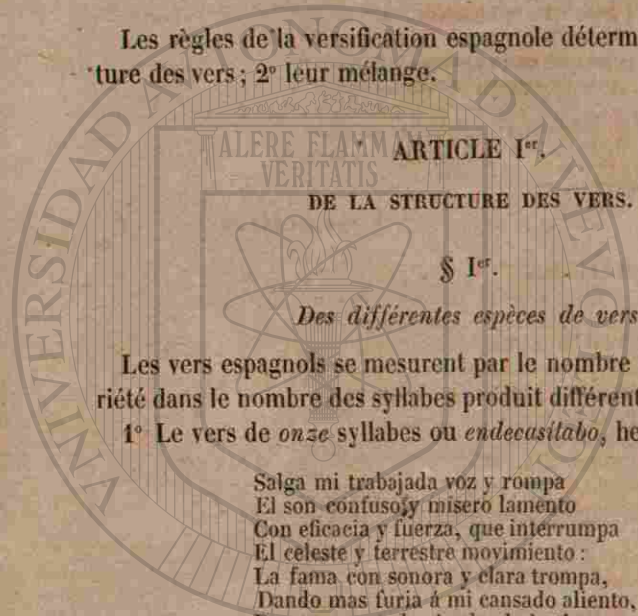 Les règles de la versification espagnole déterm
ture des vers; 2° leur mélange.
ALERE FLAMMAM
VERITATIS
ARTICLE Ier.
DE LA STRUCTURE DES VERS.
§ Ier.
Des différentes espèces de vers
Les vers espagnols se mesurent par le nombre
riété dans le nombre des syllabes produit différent
1° Le vers de onze syllabes ou endecasílabo, he
Salga mi trabajada voz y rompa
El son confuso y misero lamento
Con eficacia y fuerza, que interrumpa
El celeste y terrestre movimiento:
La fama con sonora y clara trompa,
Dando mas furia á mi cansado aliento,
UNIVERSIDAD